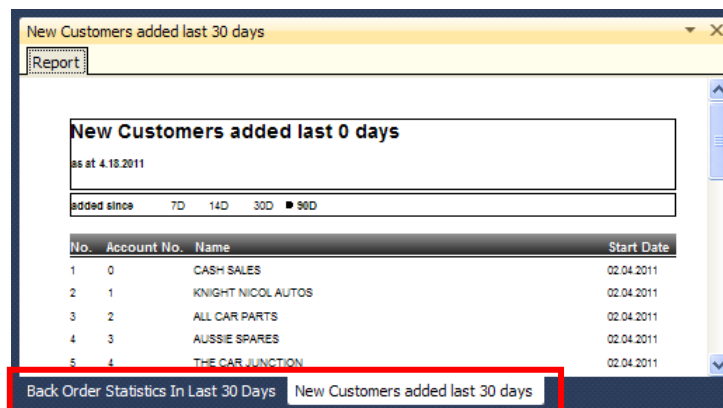 New Customers added last 30 days
Report
New Customers added last 0 days
as at 4.18.2011
added since 7D 14D 30D 90D
No. Account No. Name Start Date
1 0 CASH SALES 02.04.2011
2 1 KNIGHT NICOL AUTOS 02.04.2011
3 2 ALL CAR PARTS 02.04.2011
4 3 AUSSIE SPARES 02.04.2011
5 4 THE CAR JUNCTION 02.04.2011
Back Order Statistics In Last 30 Days New Customers added last 30 days